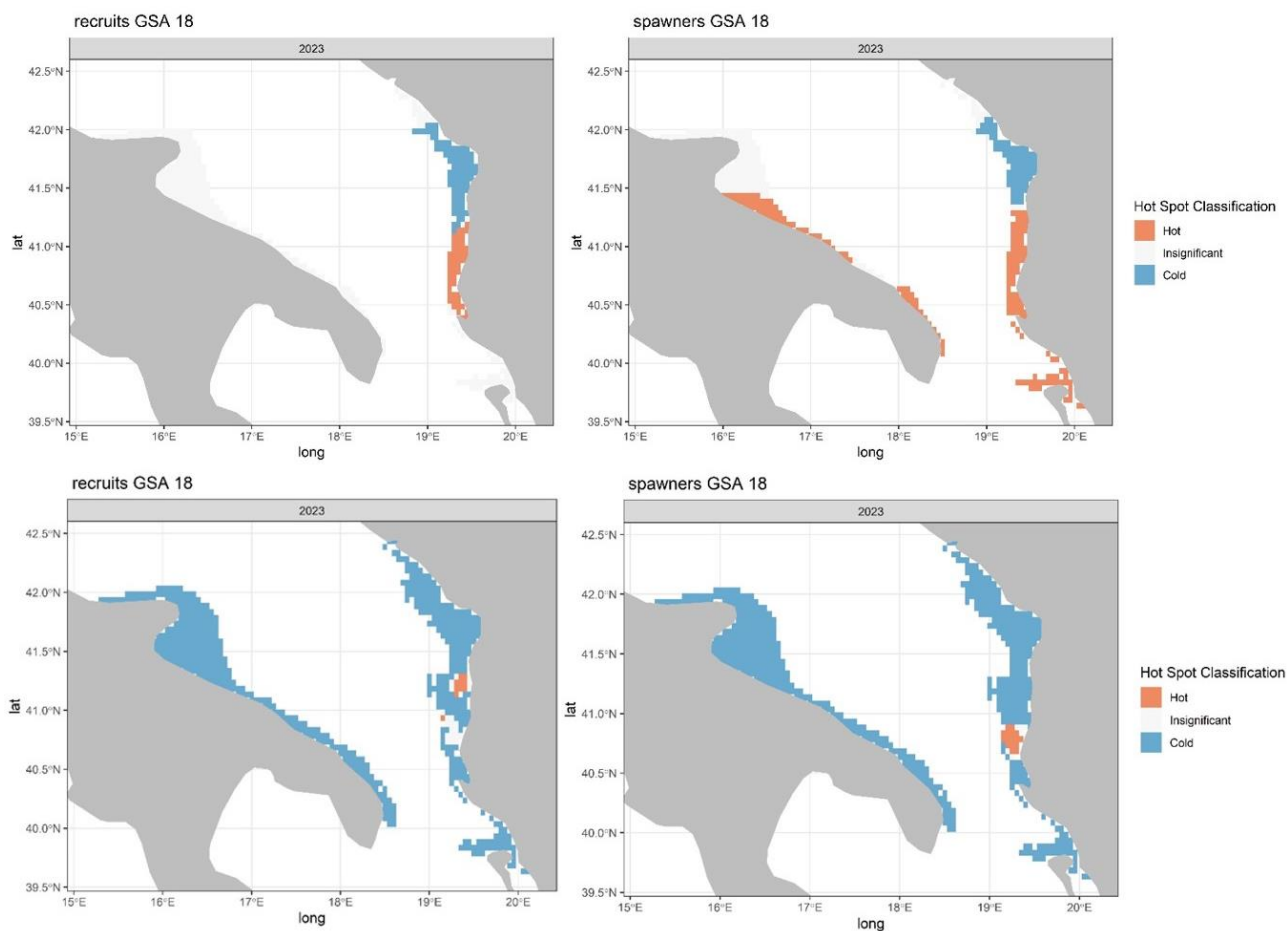 recruits GSA 18
2023
42.5°N
42.0°N
41.5°N
41.0°N
40.5°N
40.0°N
39.5°N
lat
15°E 16°E 17°E 18°E 19°E 20°E
long
spawners GSA 18
2023
42.5°N
42.0°N
41.5°N
41.0°N
40.5°N
40.0°N
39.5°N
lat
15°E 16°E 17°E 18°E 19°E 20°E
long
Hot Spot Classification
Hot
Insignificant
Cold
recruits GSA 18
2023
42.5°N
42.0°N
41.5°N
41.0°N
40.5°N
40.0°N
39.5°N
lat
15°E 16°E 17°E 18°E 19°E 20°E
long
spawners GSA 18
2023
42.5°N
42.0°N
41.5°N
41.0°N
40.5°N
40.0°N
39.5°N
lat
15°E 16°E 17°E 18°E 19°E 20°E
long
Hot Spot Classification
Hot
Insignificant
Cold